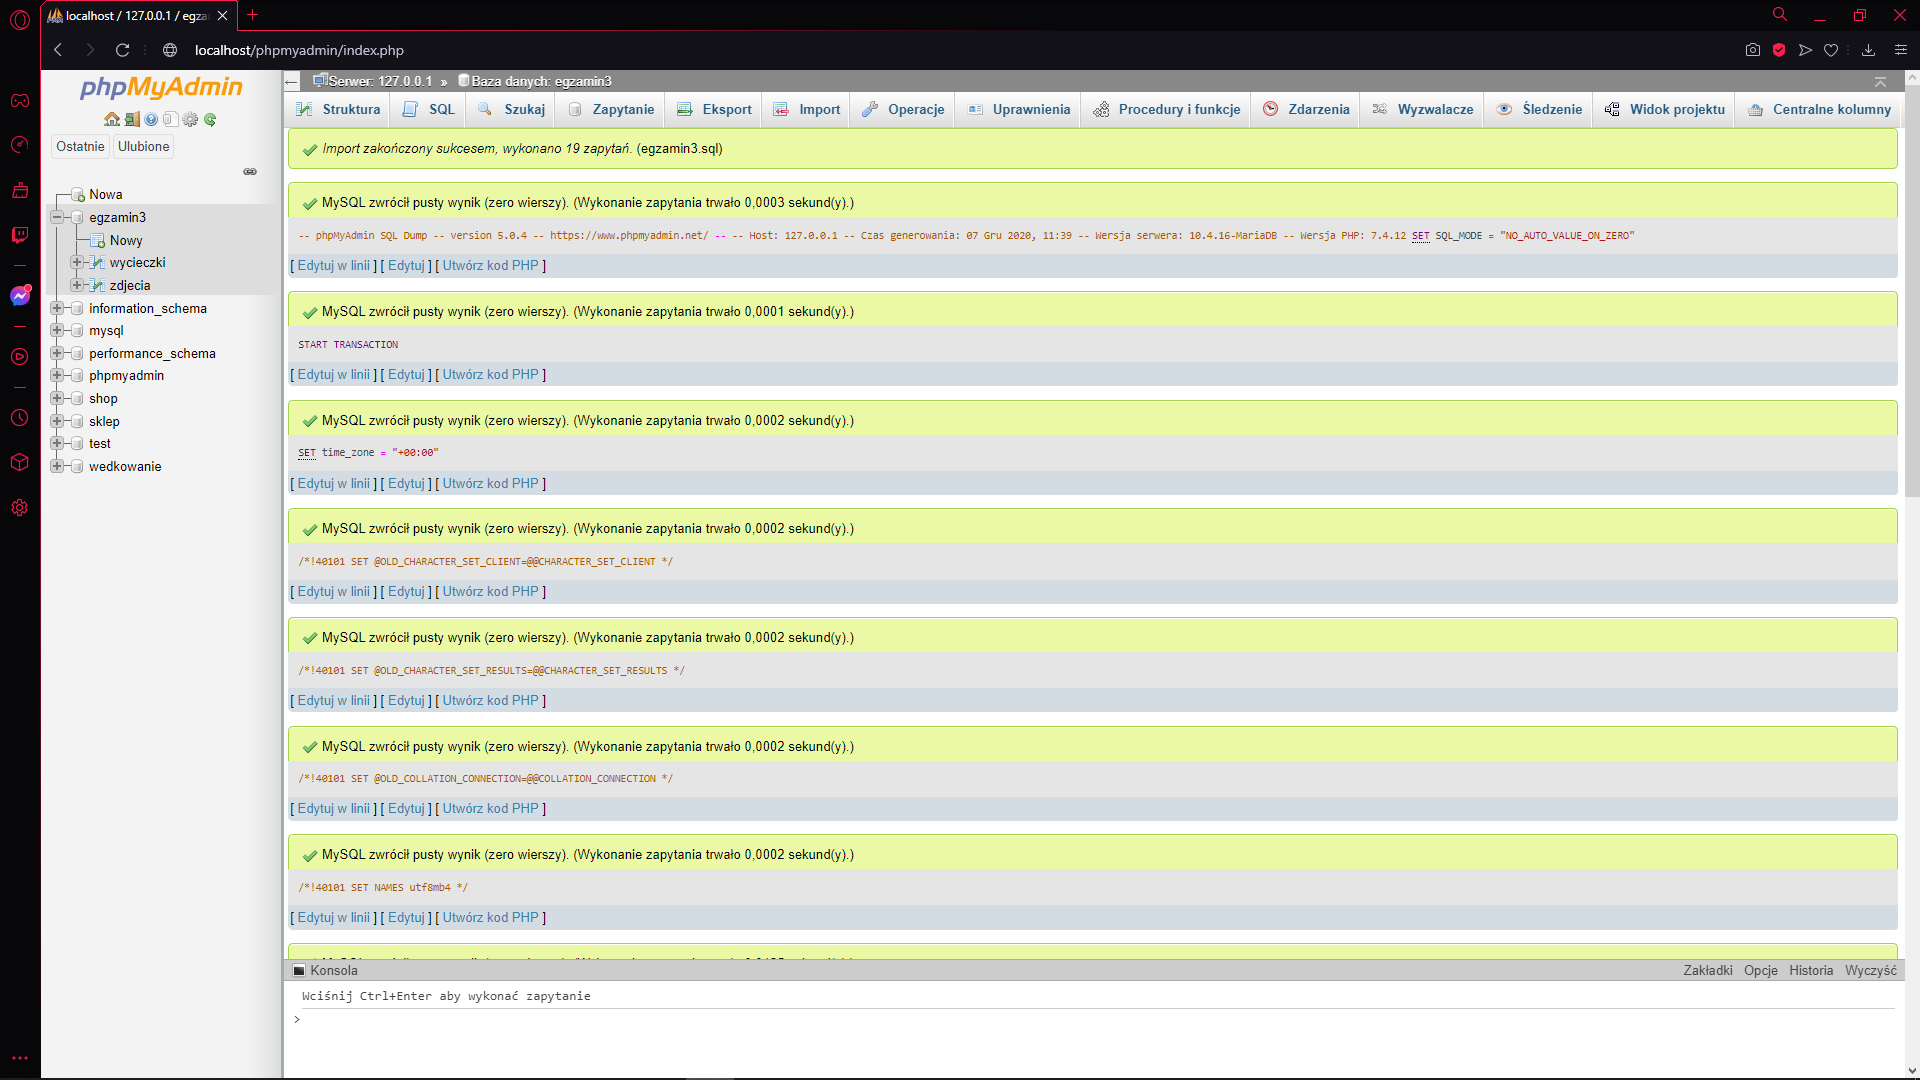 localhost / 127.0.0.1 / egza
localhost/phpmyadmin/index.php
phpMyAdmin
Ostatnie Ulubione
Nowa
egzamin3
Nowy
wycieczki
zdjecia
information_schema
mysql
performance_schema
phpmyadmin
shop
sklep
test
wedkowanie
Serwer: 127.0.0.1 » Baza danych: egzamin3
Struktura SQL Szukaj Zapytanie Eksport Import Operacje Uprawnienia Procedury i funkcje Zdarzenia Wyzwalacze Śledzenie Widok projektu Centralne kolumny
Import zakończony sukcesem, wykonano 19 zapytań. (egzamin3.sql)
MySQL zwrócił pusty wynik (zero wierszy). (Wykonanie zapytania trwało 0,0003 sekund(y).)
-- phpMyAdmin SQL Dump -- version 5.0.4 -- https://www.phpmyadmin.net/ -- -- Host: 127.0.0.1 -- Czas generowania: 07 Gru 2020, 11:39 -- Wersja serwera: 10.4.16-MariaDB -- Wersja PHP: 7.4.12 SET SQL_MODE = "NO_AUTO_VALUE_ON_ZERO"
[ Edytuj w linii ] [ Edytuj ] [ Utwórz kod PHP ]
MySQL zwrócił pusty wynik (zero wierszy). (Wykonanie zapytania trwało 0,0001 sekund(y).)
START TRANSACTION
[ Edytuj w linii ] [ Edytuj ] [ Utwórz kod PHP ]
MySQL zwrócił pusty wynik (zero wierszy). (Wykonanie zapytania trwało 0,0002 sekund(y).)
SET time_zone = "+00:00"
[ Edytuj w linii ] [ Edytuj ] [ Utwórz kod PHP ]
MySQL zwrócił pusty wynik (zero wierszy). (Wykonanie zapytania trwało 0,0002 sekund(y).)
/*!40101 SET @OLD_CHARACTER_SET_CLIENT=@@CHARACTER_SET_CLIENT */
[ Edytuj w linii ] [ Edytuj ] [ Utwórz kod PHP ]
MySQL zwrócił pusty wynik (zero wierszy). (Wykonanie zapytania trwało 0,0002 sekund(y).)
/*!40101 SET @OLD_CHARACTER_SET_RESULTS=@@CHARACTER_SET_RESULTS */
[ Edytuj w linii ] [ Edytuj ] [ Utwórz kod PHP ]
MySQL zwrócił pusty wynik (zero wierszy). (Wykonanie zapytania trwało 0,0002 sekund(y).)
/*!40101 SET @OLD_COLLATION_CONNECTION=@@COLLATION_CONNECTION */
[ Edytuj w linii ] [ Edytuj ] [ Utwórz kod PHP ]
MySQL zwrócił pusty wynik (zero wierszy). (Wykonanie zapytania trwało 0,0002 sekund(y).)
/*!40101 SET NAMES utf8mb4 */
[ Edytuj w linii ] [ Edytuj ] [ Utwórz kod PHP ]
Konsola Zakładki Opcje Historia Wyczyść
Wciśnij Ctrl+Enter aby wykonać zapytanie
>